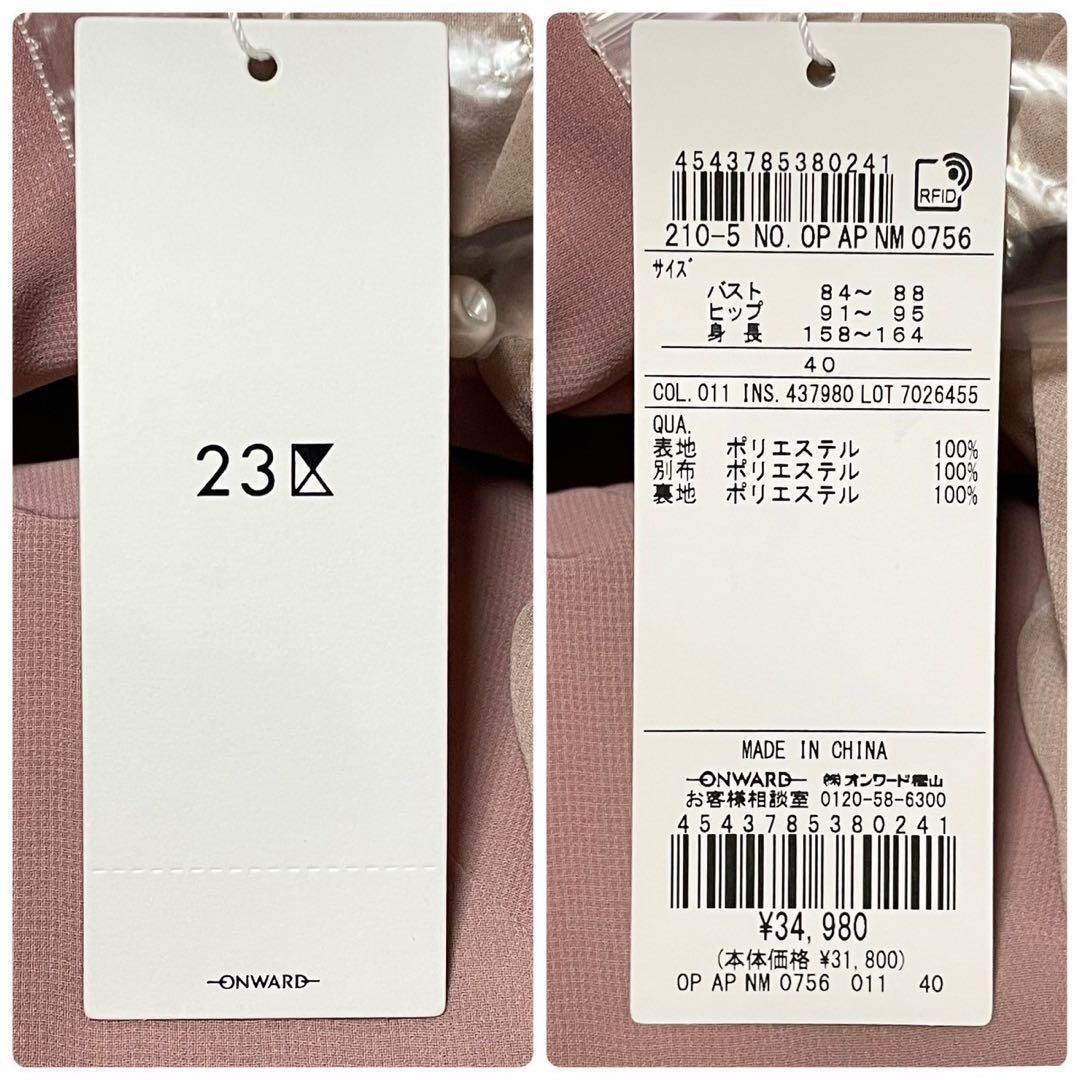 23区
ONWARD
4543785380241
RFID
210-5 NO. OP AP NM 0756
サイズ
バスト 84～ 88
ヒップ 91～ 95
身長 158～164
40
COL. 011 INS. 437980 LOT 7026455
QUA.
表地 ポリエステル 100%
別布 ポリエステル 100%
裏地 ポリエステル 100%
MADE IN CHINA
ONWARD ㈱オンワード樫山
お客様相談室 0120-58-6300
4543785380241
¥34,980
(本体価格 ¥31,800)
OP AP NM 0756 011 40